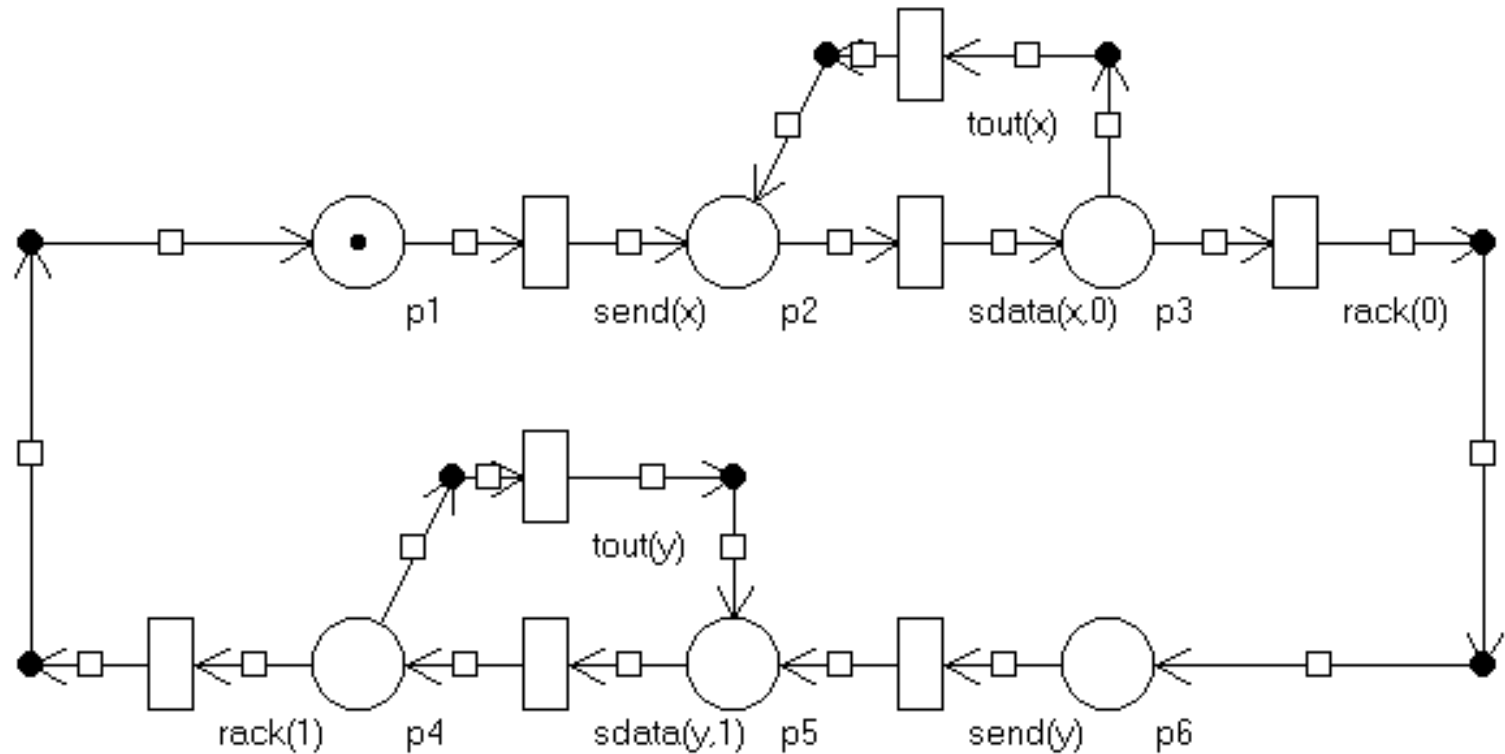 tout(x)
p1
send(x)
p2
sdata(x,0)
p3
rack(0)
tout(y)
rack(1)
p4
sdata(y,1)
p5
send(y)
p6